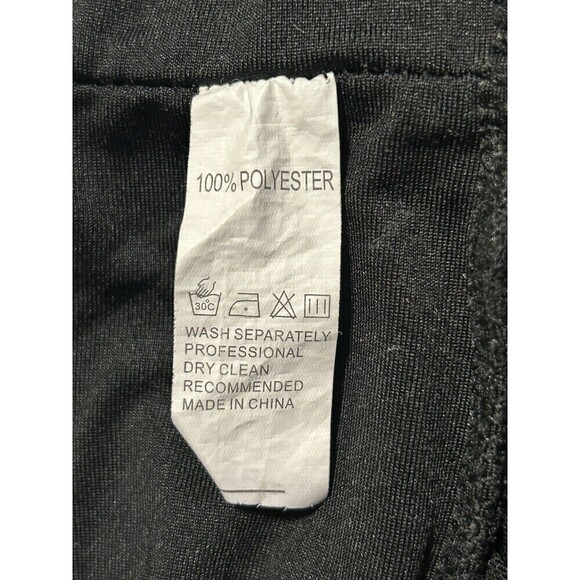 100% POLYESTER
30°C
WASH SEPARATELY
PROFESSIONAL
DRY CLEAN
RECOMMENDED
MADE IN CHINA